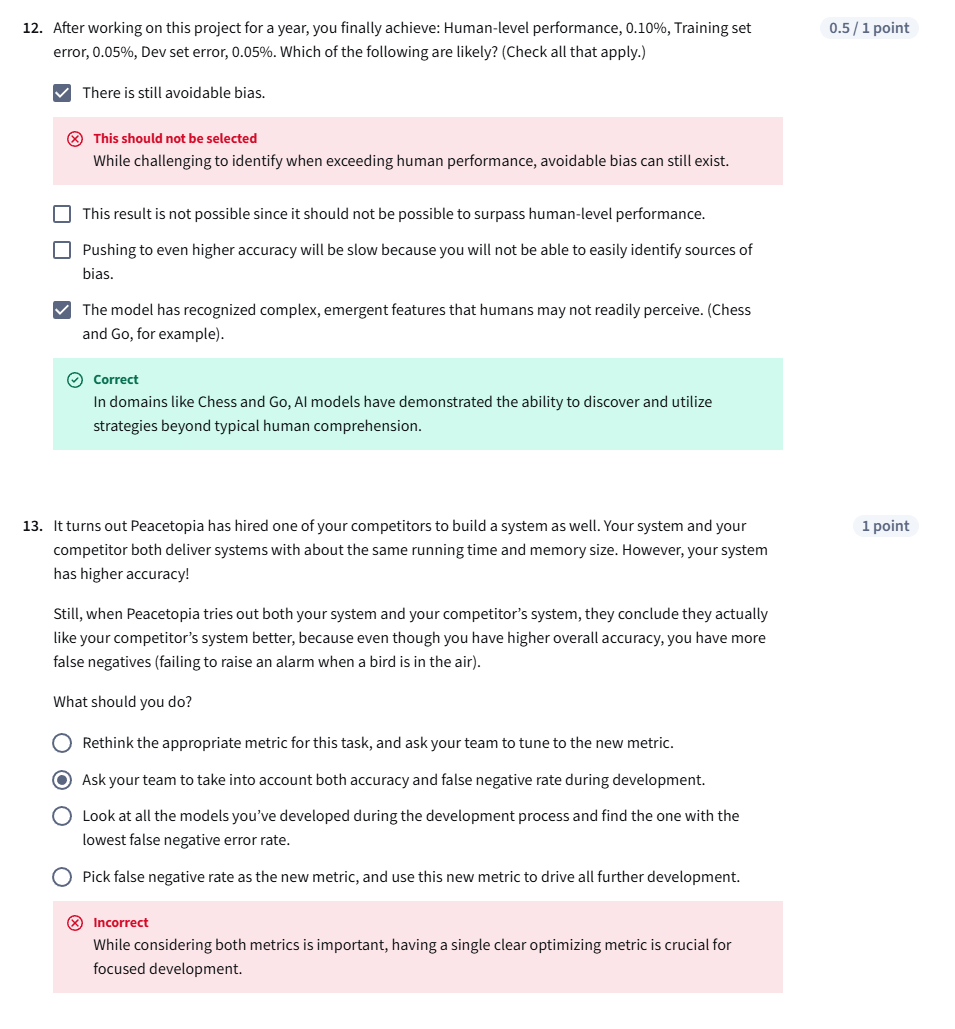 12. After working on this project for a year, you finally achieve: Human-level performance, 0.10%, Training set
error, 0.05%, Dev set error, 0.05%. Which of the following are likely? (Check all that apply.)
0.5 / 1 point
There is still avoidable bias.
This should not be selected
While challenging to identify when exceeding human performance, avoidable bias can still exist.
This result is not possible since it should not be possible to surpass human-level performance.
Pushing to even higher accuracy will be slow because you will not be able to easily identify sources of
bias.
The model has recognized complex, emergent features that humans may not readily perceive. (Chess
and Go, for example).
Correct
In domains like Chess and Go, AI models have demonstrated the ability to discover and utilize
strategies beyond typical human comprehension.
13. It turns out Peacetopia has hired one of your competitors to build a system as well. Your system and your
competitor both deliver systems with about the same running time and memory size. However, your system
has higher accuracy!
1 point
Still, when Peacetopia tries out both your system and your competitor's system, they conclude they actually
like your competitor's system better, because even though you have higher overall accuracy, you have more
false negatives (failing to raise an alarm when a bird is in the air).
What should you do?
Rethink the appropriate metric for this task, and ask your team to tune to the new metric.
Ask your team to take into account both accuracy and false negative rate during development.
Look at all the models you've developed during the development process and find the one with the
lowest false negative error rate.
Pick false negative rate as the new metric, and use this new metric to drive all further development.
Incorrect
While considering both metrics is important, having a single clear optimizing metric is crucial for
focused development.